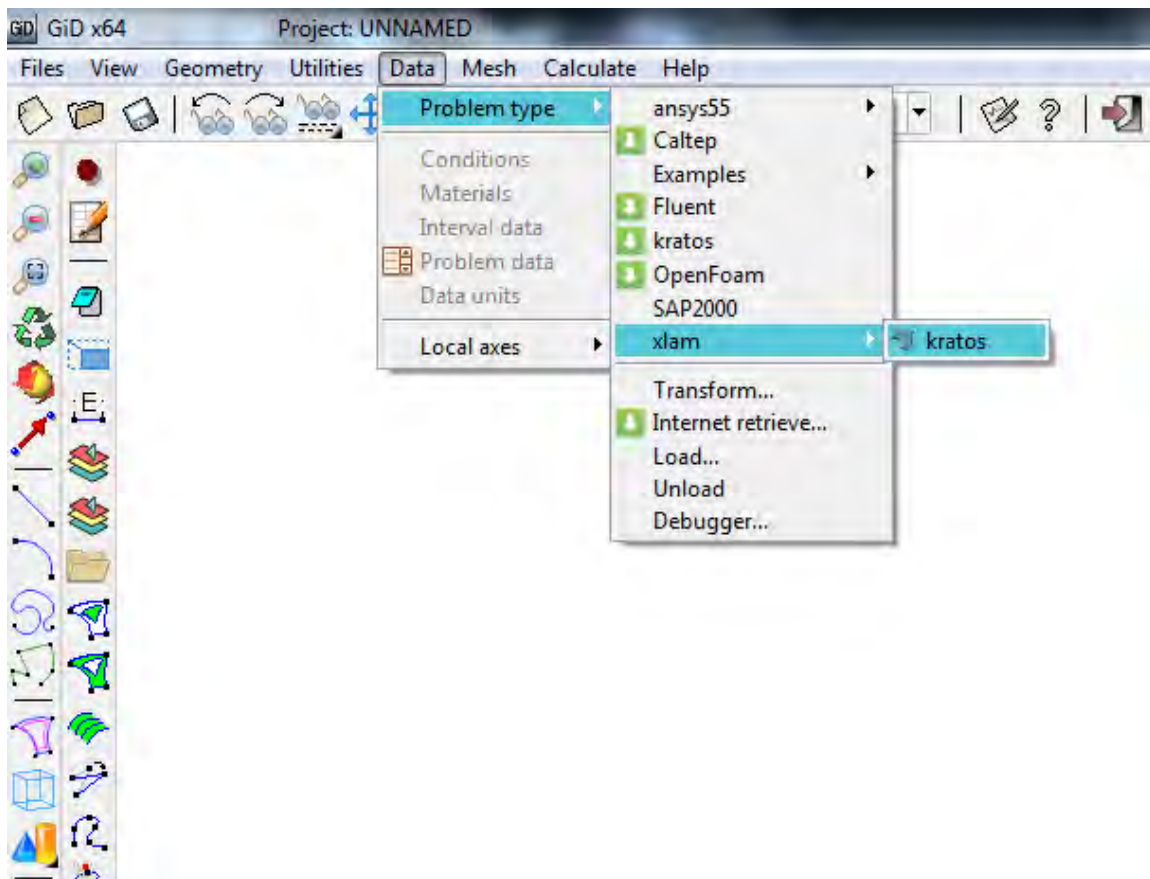 GiD GiD x64 Project: UNNAMED
Files View Geometry Utilities Data Mesh Calculate Help
Problem type
Conditions
Materials
Interval data
Problem data
Data units
Local axes
ansys55
Caltep
Examples
Fluent
kratos
OpenFoam
SAP2000
xlam
Transform...
Internet retrieve...
Load...
Unload
Debugger...
kratos
?
E